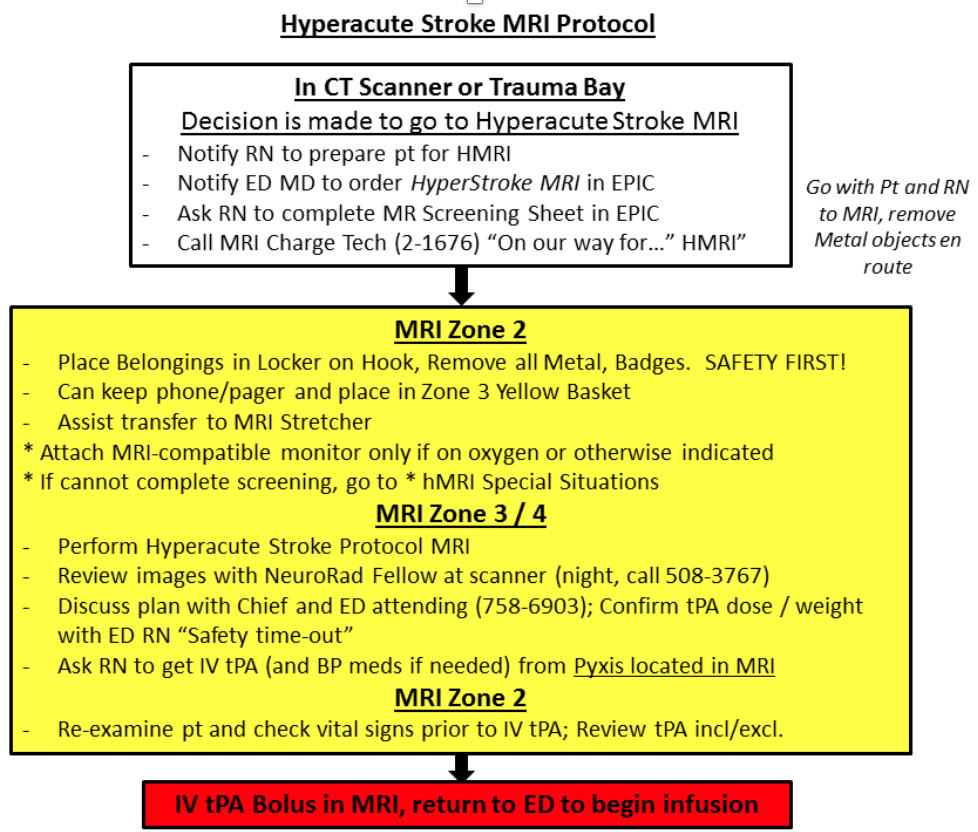 Hyperacute Stroke MRI Protocol
In CT Scanner or Trauma Bay
Decision is made to go to Hyperacute Stroke MRI
- Notify RN to prepare pt for HMRI
- Notify ED MD to order HyperStroke MRI in EPIC
- Ask RN to complete MR Screening Sheet in EPIC
- Call MRI Charge Tech (2-1676) “On our way for…” HMRI”
Go with Pt and RN
to MRI, remove
Metal objects en
route
MRI Zone 2
- Place Belongings in Locker on Hook, Remove all Metal, Badges. SAFETY FIRST!
- Can keep phone/pager and place in Zone 3 Yellow Basket
- Assist transfer to MRI Stretcher
* Attach MRI-compatible monitor only if on oxygen or otherwise indicated
* If cannot complete screening, go to * hMRI Special Situations
MRI Zone 3 / 4
- Perform Hyperacute Stroke Protocol MRI
- Review images with NeuroRad Fellow at scanner (night, call 508-3767)
- Discuss plan with Chief and ED attending (758-6903); Confirm tPA dose / weight
with ED RN “Safety time-out”
- Ask RN to get IV tPA (and BP meds if needed) from Pyxis located in MRI
MRI Zone 2
- Re-examine pt and check vital signs prior to IV tPA; Review tPA incl/excl.
IV tPA Bolus in MRI, return to ED to begin infusion